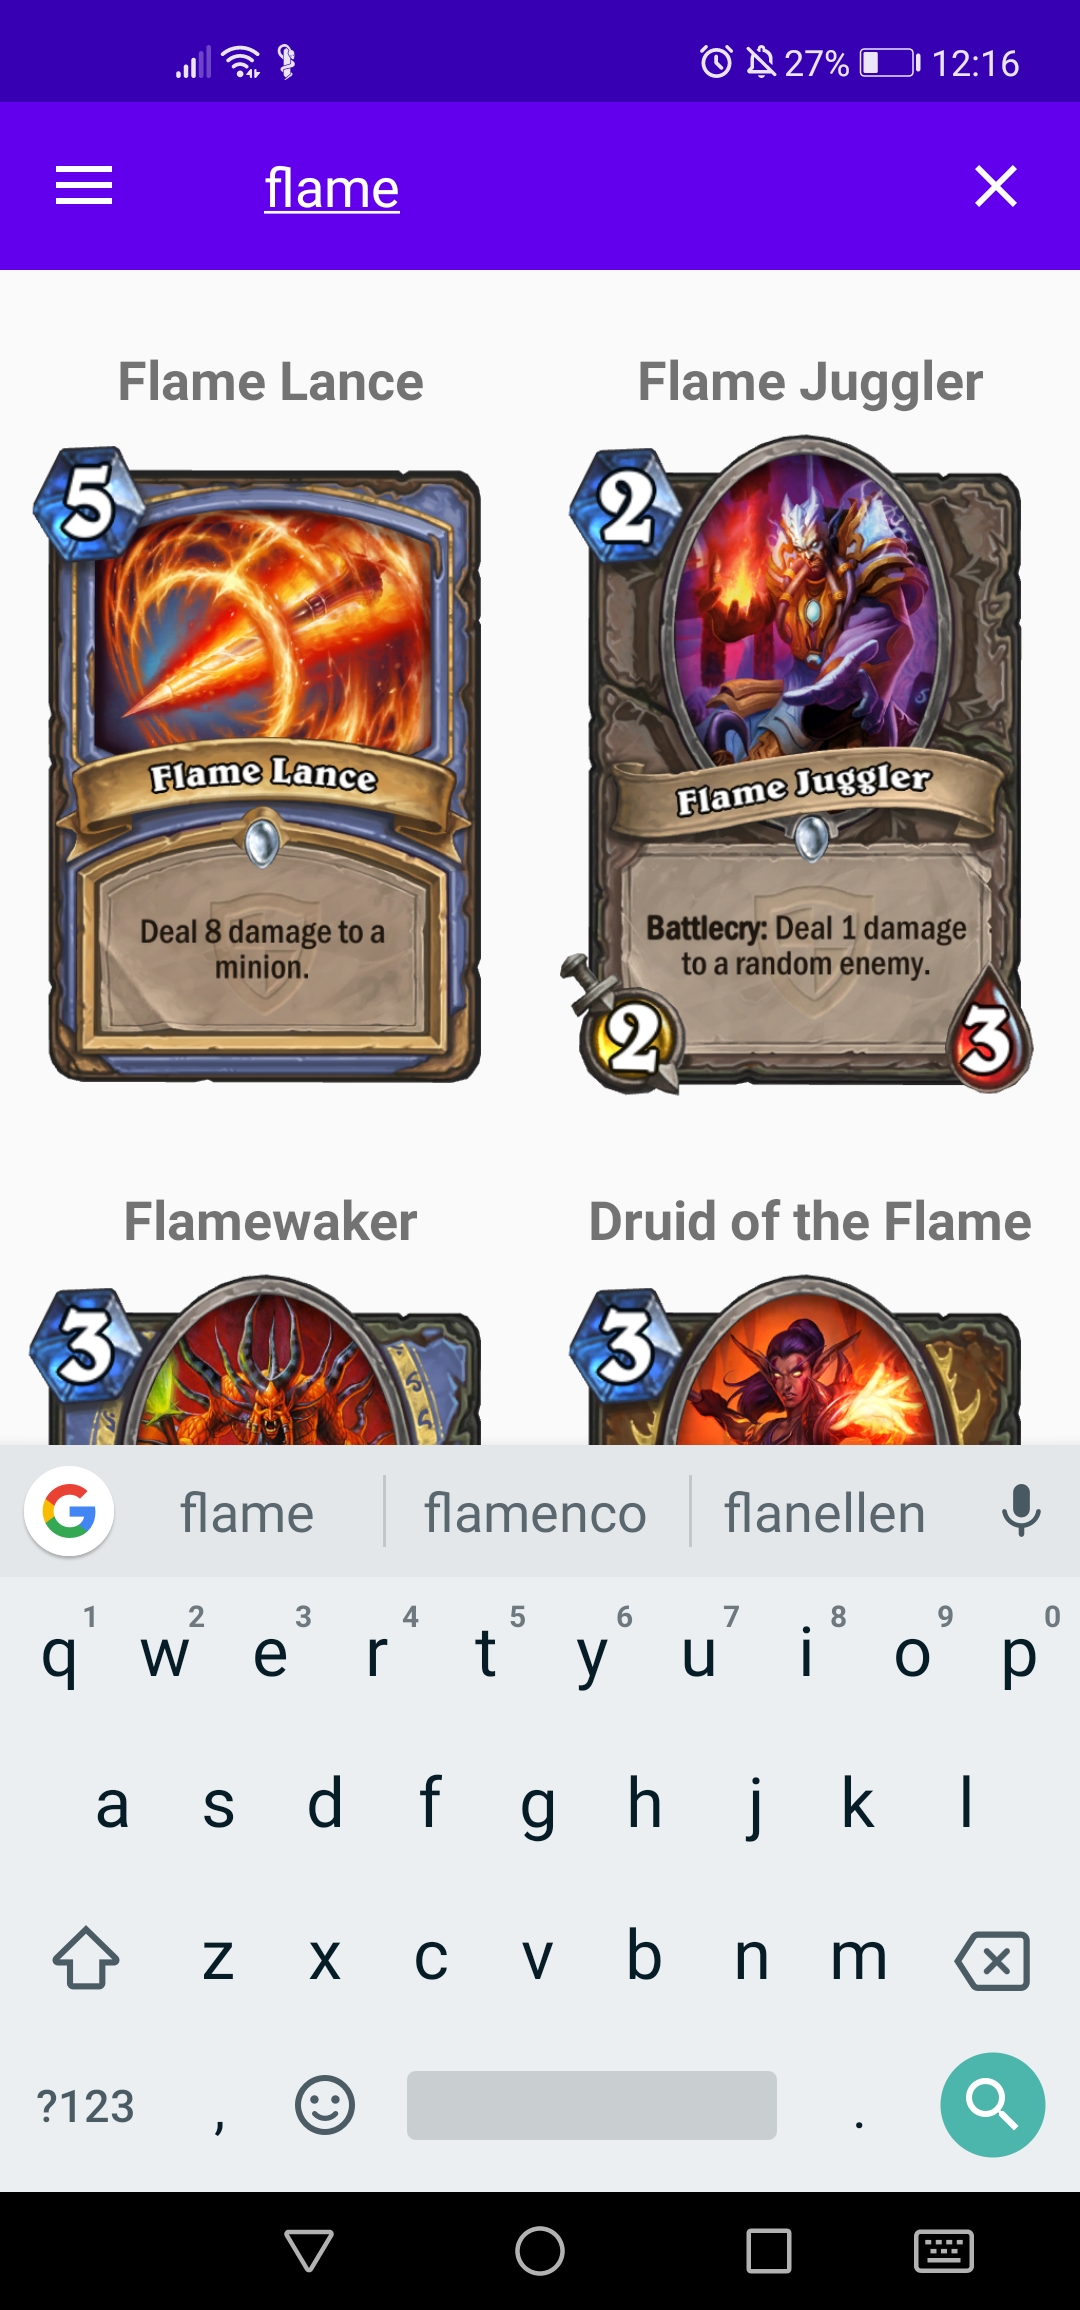 27% 12:16
flame
Flame Lance
Flame Juggler
5
Flame Lance
Deal 8 damage to a
minion.
2
Flame Juggler
Battlecry: Deal 1 damage
to a random enemy.
2
3
Flamewaker
Druid of the Flame
3
3
flame flamenco flanellen
1 2 3 4 5 6 7 8 9 0
q w e r t y u i o p
a s d f g h j k l
z x c v b n m
?123 , .